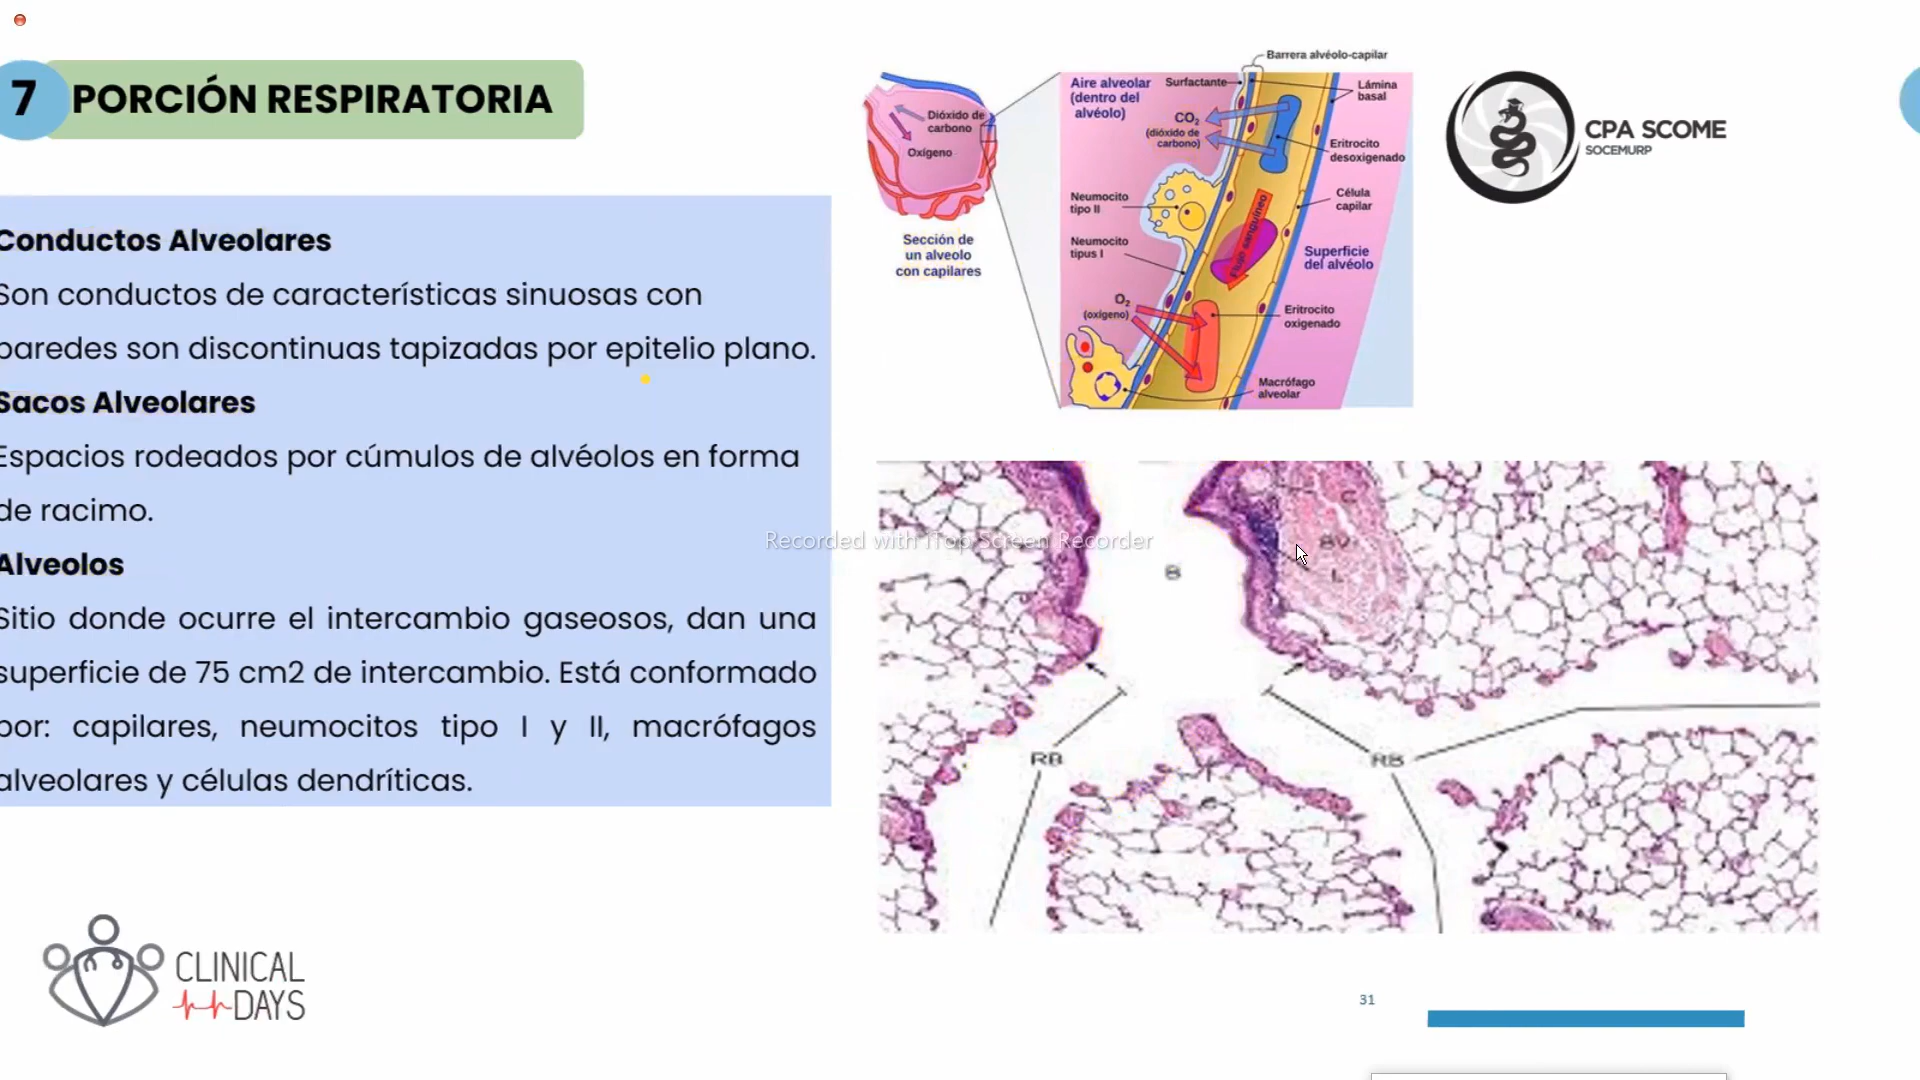 7 PORCIÓN RESPIRATORIA
Conductos Alveolares
Son conductos de características sinuosas con
paredes son discontinuas tapizadas por epitelio plano.
Sacos Alveolares
Espacios rodeados por cúmulos de alvéolos en forma
de racimo.
Alveolos
Sitio donde ocurre el intercambio gaseosos, dan una
superficie de 75 cm2 de intercambio. Está conformado
por: capilares, neumocitos tipo I y II, macrófagos
alveolares y células dendríticas.
CLINICAL
DAYS
Dióxido de
carbono
Oxígeno
Sección de
un alveolo
con capilares
Barrera alvéolo-capilar
Aire alveolar
(dentro del
alvéolo)
Surfactante
Lámina
basal
CO2
(dióxido de
carbono)
Eritrocito
desoxigenado
Neumocito
tipo II
Célula
capilar
Neumocito
tipus I
Flujo sanguíneo
Superficie
del alvéolo
O2
(oxígeno)
Eritrocito
oxigenado
Macrófago
alveolar
CPA SCOME
SOCEMURP
Recorded with iTop Screen Recorder
C
BV
L
B
RB
RB
31